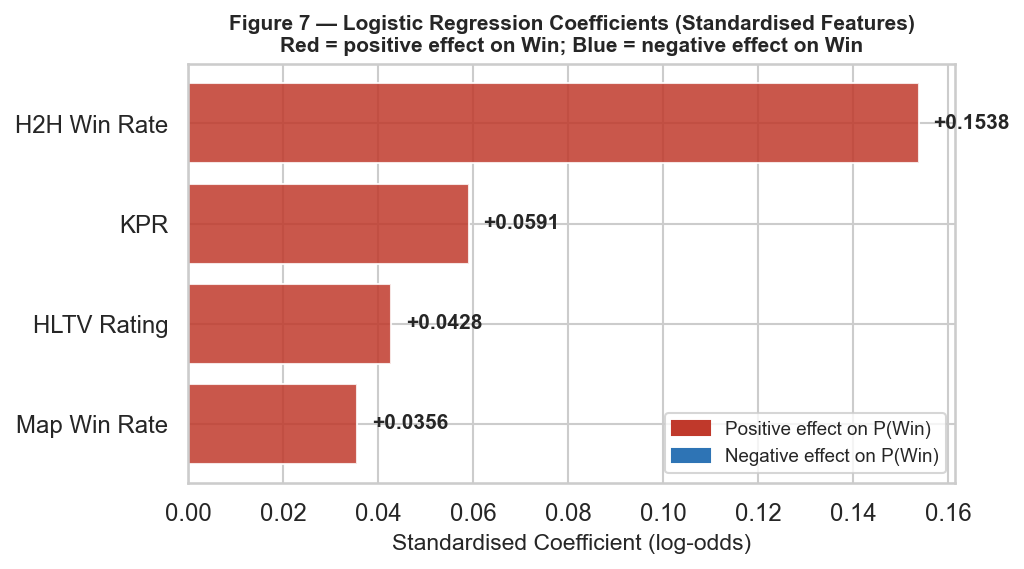 Figure 7 — Logistic Regression Coefficients (Standardised Features)
Red = positive effect on Win; Blue = negative effect on Win
H2H Win Rate
+0.1538
KPR
+0.0591
HLTV Rating
+0.0428
Map Win Rate
+0.0356
Positive effect on P(Win)
Negative effect on P(Win)
0.00 0.02 0.04 0.06 0.08 0.10 0.12 0.14 0.16
Standardised Coefficient (log-odds)